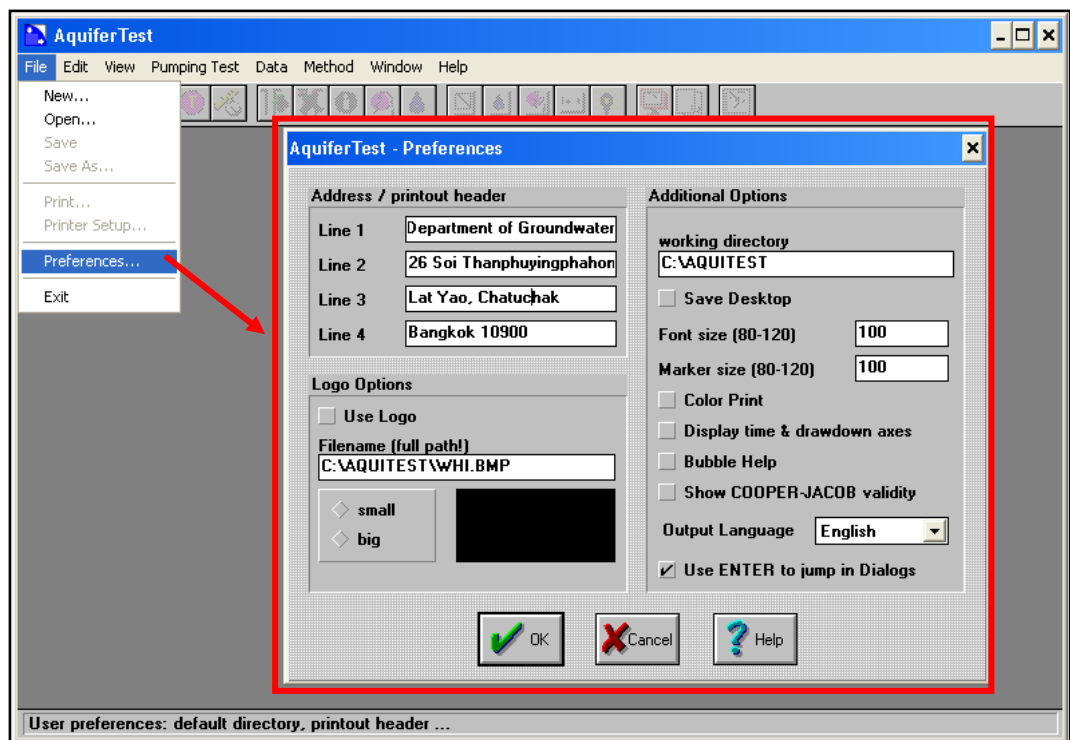 AquiferTest
File Edit View Pumping Test Data Method Window Help
New...
Open...
Save
Save As...
Print...
Printer Setup...
Preferences...
Exit
AquiferTest - Preferences
Address / printout header
Line 1 Department of Groundwater
Line 2 26 Soi Thanphuyingphahon
Line 3 Lat Yao, Chatuchak
Line 4 Bangkok 10900
Logo Options
Use Logo
Filename (full path!)
C:\AQUITEST\WHI.BMP
small
big
Additional Options
working directory
C:\AQUITEST
Save Desktop
Font size (80-120) 100
Marker size (80-120) 100
Color Print
Display time & drawdown axes
Bubble Help
Show COOPER-JACOB validity
Output Language English
Use ENTER to jump in Dialogs
OK Cancel Help
User preferences: default directory, printout header ...